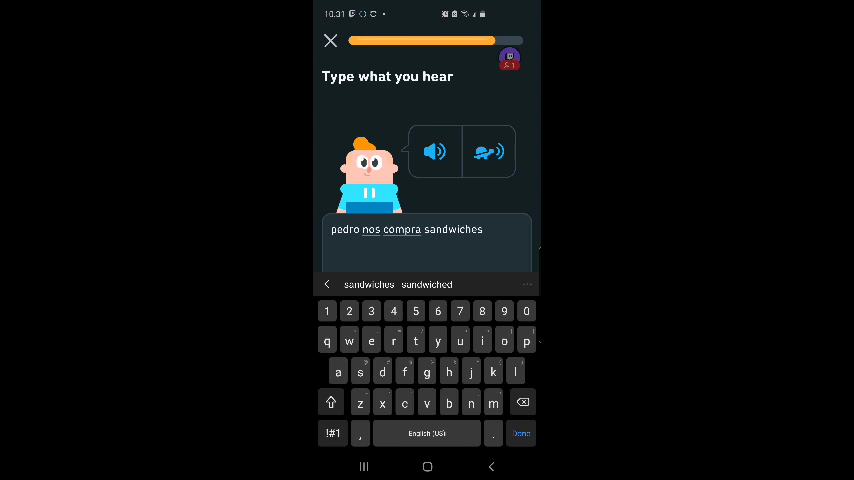 10:31
Type what you hear
1
pedro nos compra sandwiches
sandwiches sandwiched
1 2 3 4 5 6 7 8 9 0
q w e r t y u i o p
a s d f g h j k l
z x c v b n m
!#1 , English (US) . Done